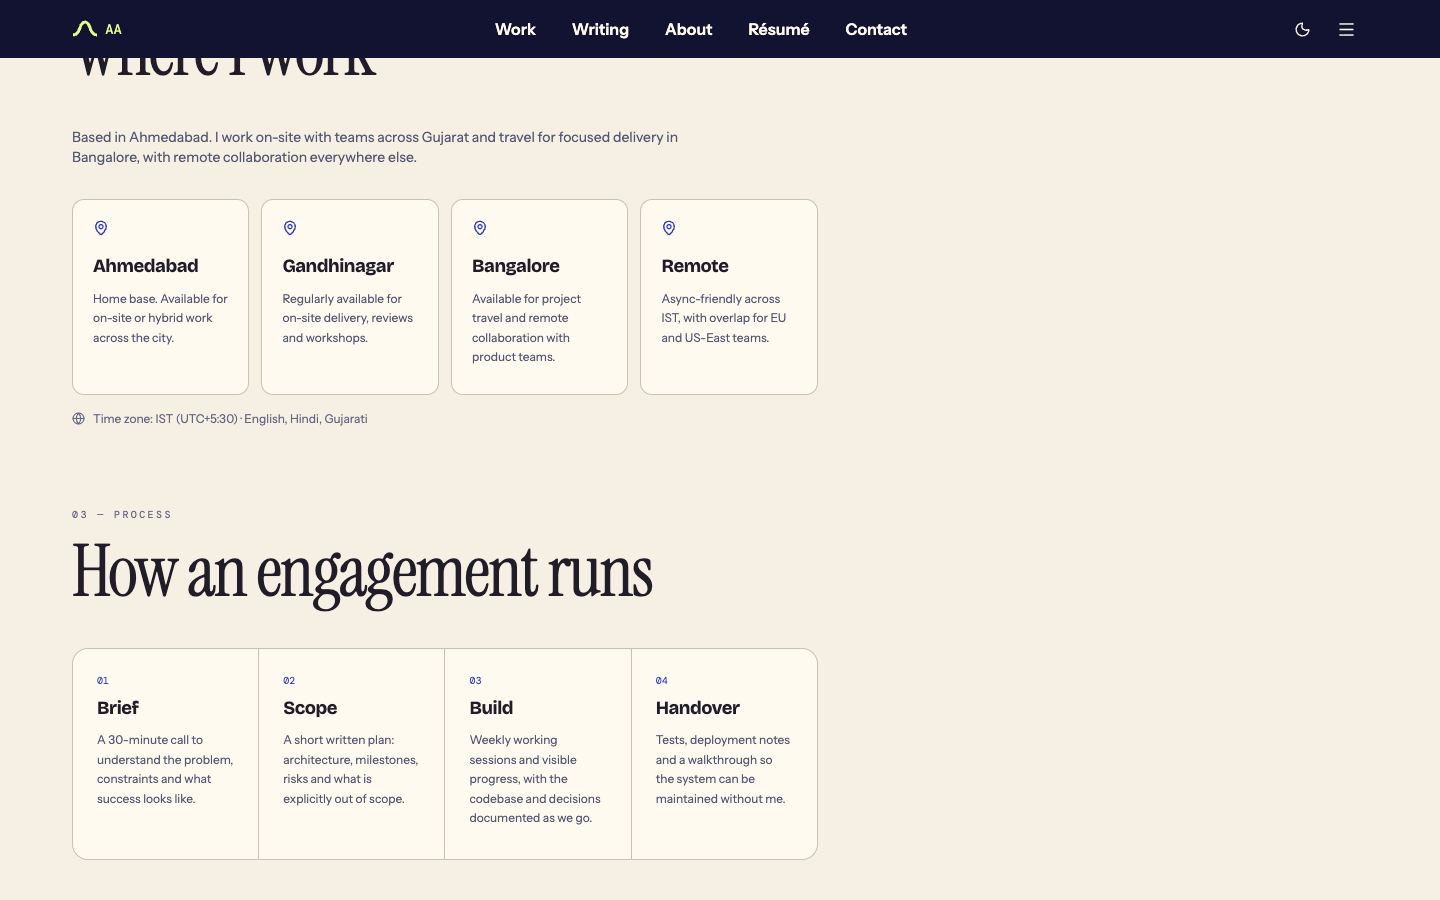 AA
Work
Writing
About
Résumé
Contact
Where I work
Based in Ahmedabad. I work on-site with teams across Gujarat and travel for focused delivery in
Bangalore, with remote collaboration everywhere else.
Ahmedabad
Home base. Available for
on-site or hybrid work
across the city.
Gandhinagar
Regularly available for
on-site delivery, reviews
and workshops.
Bangalore
Available for project
travel and remote
collaboration with
product teams.
Remote
Async-friendly across
IST, with overlap for EU
and US-East teams.
Time zone: IST (UTC+5:30) · English, Hindi, Gujarati
03 — PROCESS
How an engagement runs
01
Brief
A 30-minute call to
understand the problem,
constraints and what
success looks like.
02
Scope
A short written plan:
architecture, milestones,
risks and what is
explicitly out of scope.
03
Build
Weekly working
sessions and visible
progress, with the
codebase and decisions
documented as we go.
04
Handover
Tests, deployment notes
and a walkthrough so
the system can be
maintained without me.